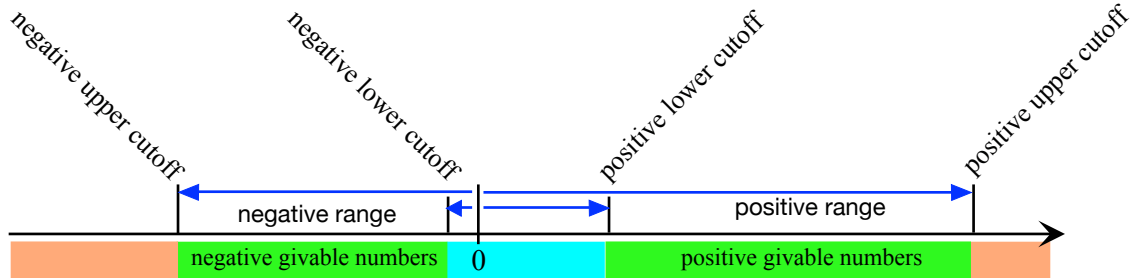 negative upper cutoff
negative lower cutoff
positive lower cutoff
positive upper cutoff
negative range
positive range
negative givable numbers
0
positive givable numbers